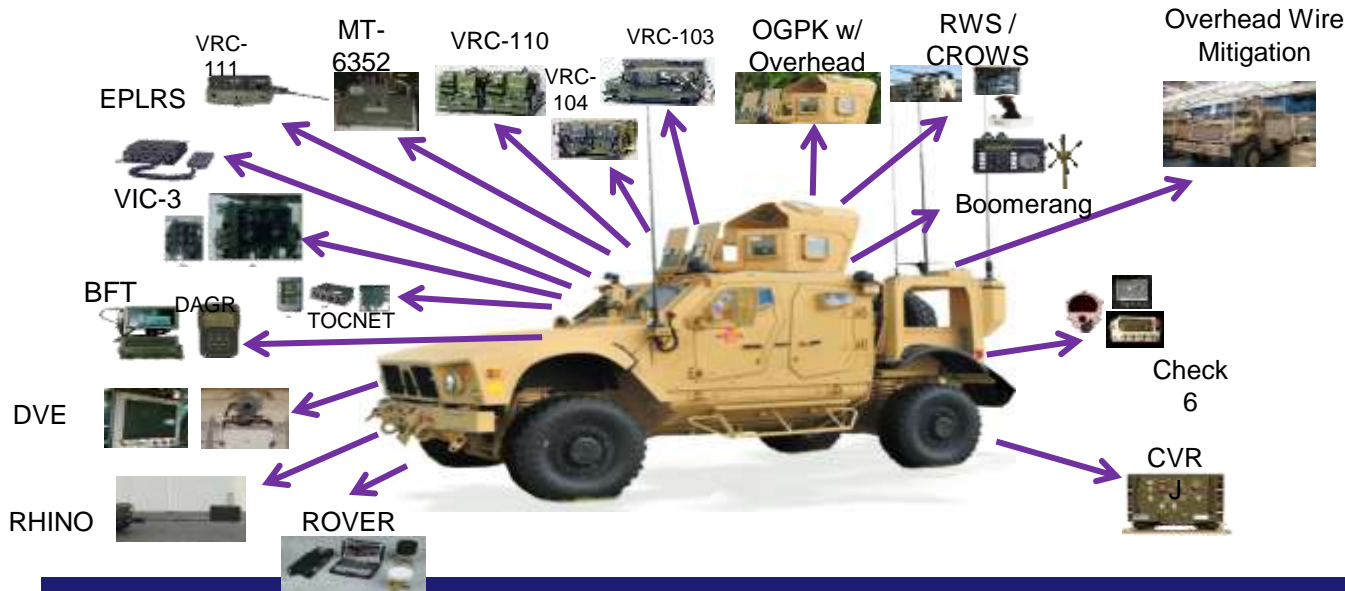 VRC-
111
MT-
6352
VRC-110
VRC-
104
VRC-103
OGPK w/
Overhead
RWS /
CROWS
Overhead Wire
Mitigation
EPLRS
VIC-3
Boomerang
BFT
DAGR
TOCNET
Check
6
DVE
CVR
J
RHINO
ROVER